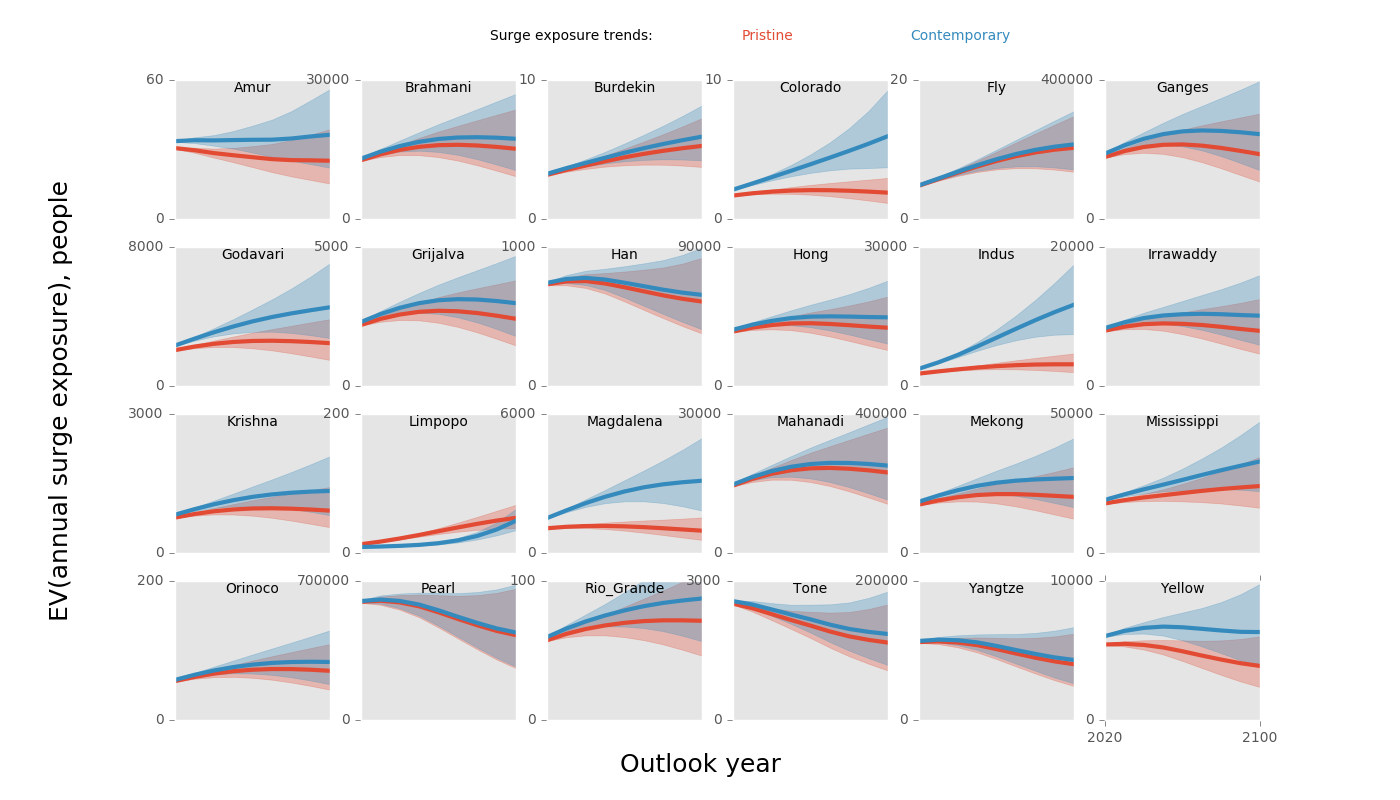 Surge exposure trends: Pristine Contemporary
60 30000 10 10 20 400000
Amur Brahmani Burdekin Colorado Fly Ganges
0 0 0 0 0 0
8000 5000 1000 90000 30000 20000
Godavari Grijalva Han Hong Indus Irrawaddy
0 0 0 0 0 0
3000 200 6000 30000 400000 50000
Krishna Limpopo Magdalena Mahanadi Mekong Mississippi
0 0 0 0 0 0
200 700000 100 3000 200000 10000
Orinoco Pearl Rio_Grande Tone Yangtze Yellow
0 0 0 0 0 0
2020 2100
EV(annual surge exposure), people
Outlook year